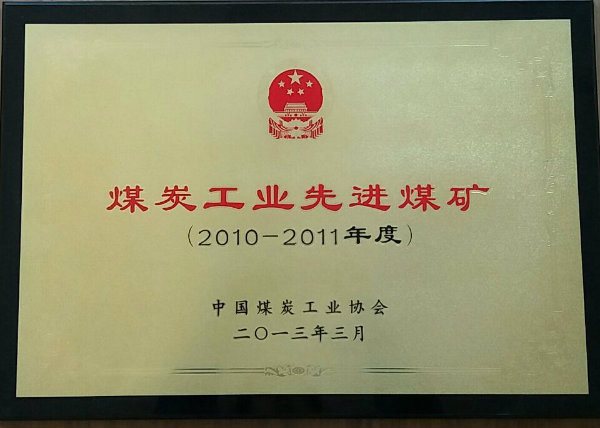 煤炭工业先进煤矿
（2010－2011年度）
中国煤炭工业协会
二〇一三年三月